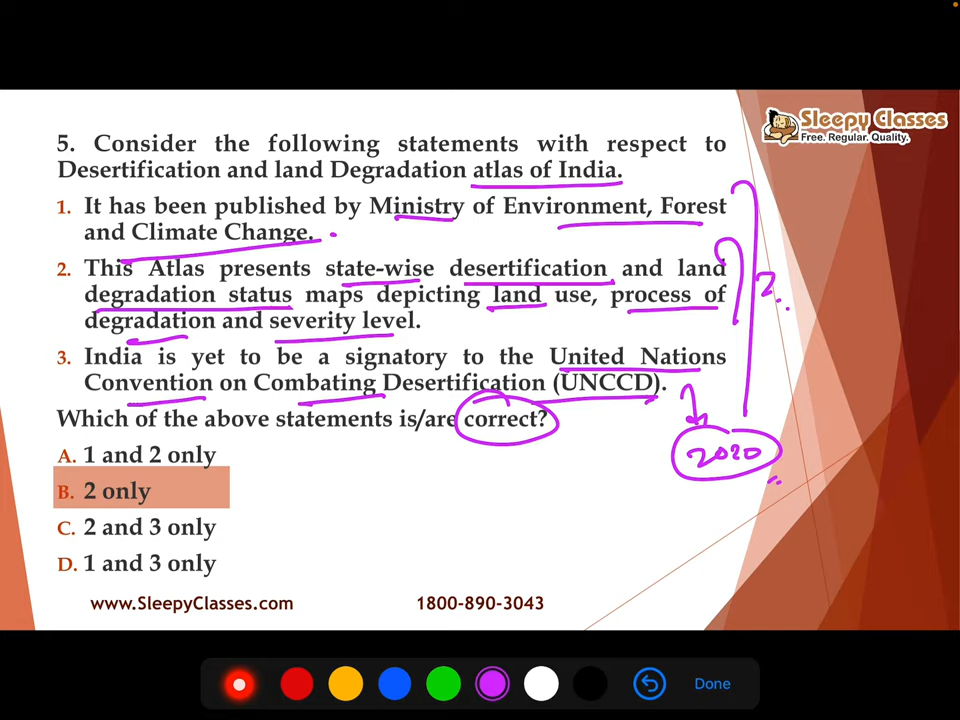 Sleepy Classes
Free. Regular. Quality.
5. Consider the following statements with respect to
Desertification and land Degradation atlas of India.
1. It has been published by Ministry of Environment, Forest
and Climate Change.
2. This Atlas presents state-wise desertification and land
degradation status maps depicting land use, process of
degradation and severity level.
3. India is yet to be a signatory to the United Nations
Convention on Combating Desertification (UNCCD).
Which of the above statements is/are correct?
2020
A. 1 and 2 only
B. 2 only
C. 2 and 3 only
D. 1 and 3 only
www.SleepyClasses.com 1800-890-3043
Done